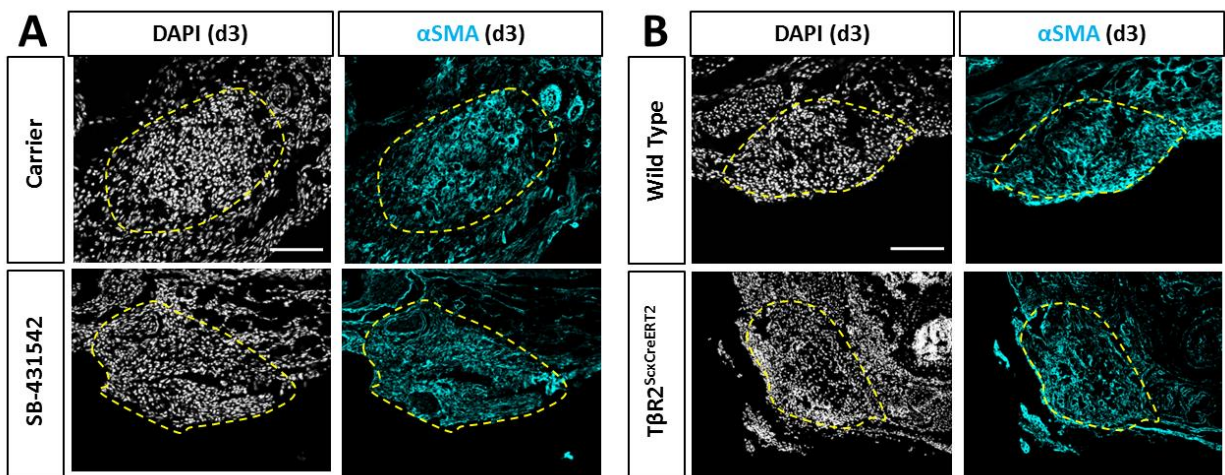 A
DAPI (d3)
αSMA (d3)
Carrier
SB-431542
B
DAPI (d3)
αSMA (d3)
Wild Type
TβR2ScxCreERT2